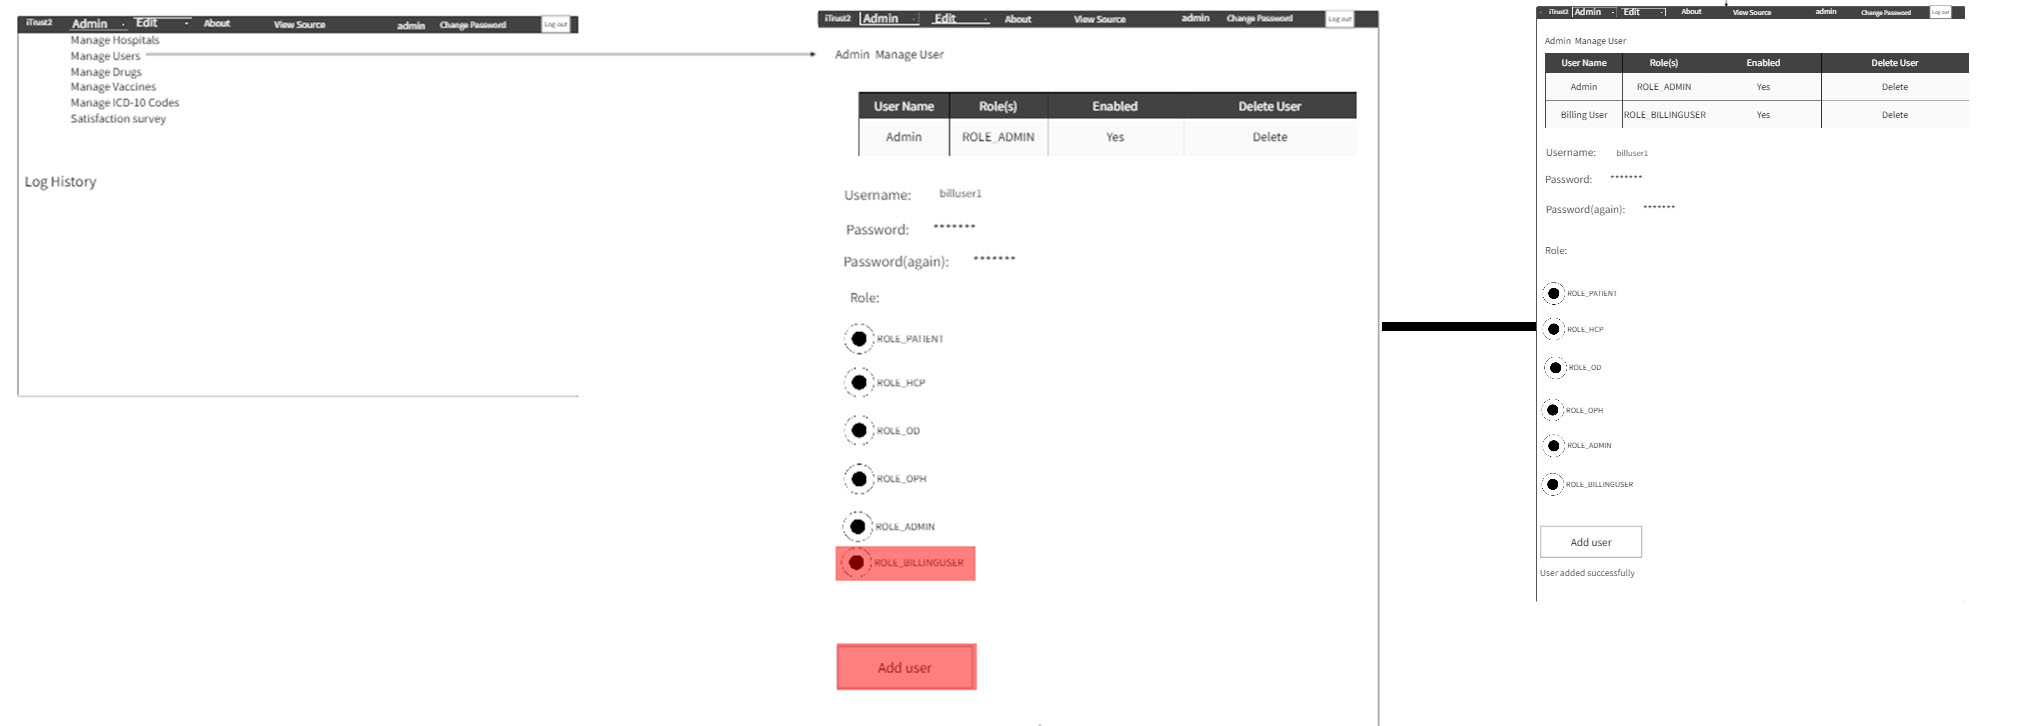 iTrust2 Admin Edit About View Source admin Change Password Log out
Manage Hospitals
Manage Users
Manage Drugs
Manage Vaccines
Manage ICD-10 Codes
Satisfaction survey
Log History
iTrust2 Admin Edit About View Source admin Change Password Log out
Admin Manage User
User Name Role(s) Enabled Delete User
Admin ROLE_ADMIN Yes Delete
Username: billuser1
Password: *******
Password(again): *******
Role:
ROLE_PATIENT
ROLE_HCP
ROLE_OD
ROLE_OPH
ROLE_ADMIN
ROLE_BILLINGUSER
Add user
iTrust2 Admin Edit About View Source admin Change Password Log out
Admin Manage User
User Name Role(s) Enabled Delete User
Admin ROLE_ADMIN Yes Delete
Billing User ROLE_BILLINGUSER Yes Delete
Username: billuser1
Password: *******
Password(again): *******
Role:
ROLE_PATIENT
ROLE_HCP
ROLE_OD
ROLE_OPH
ROLE_ADMIN
ROLE_BILLINGUSER
Add user
User added successfully